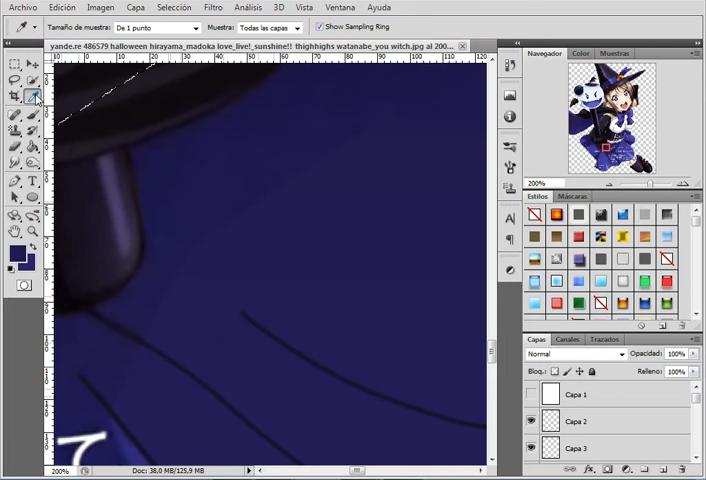 Archivo Edición Imagen Capa Selección Filtro Análisis 3D Vista Ventana Ayuda
Tamaño de muestra: De 1 punto Muestra: Todas las capas Show Sampling Ring
yande.re 486579 halloween hirayama_madoka love_live!_sunshine!! thighhighs watanabe_you witch.jpg al 200...
Navegador Color Muestras
200%
Estilos Máscaras
Capas Canales Trazados
Normal Opacidad: 100%
Bloq.: Relleno: 100%
Capa 1
Capa 2
Capa 3
て
200% Doc: 38,0 MB/125,9 MB